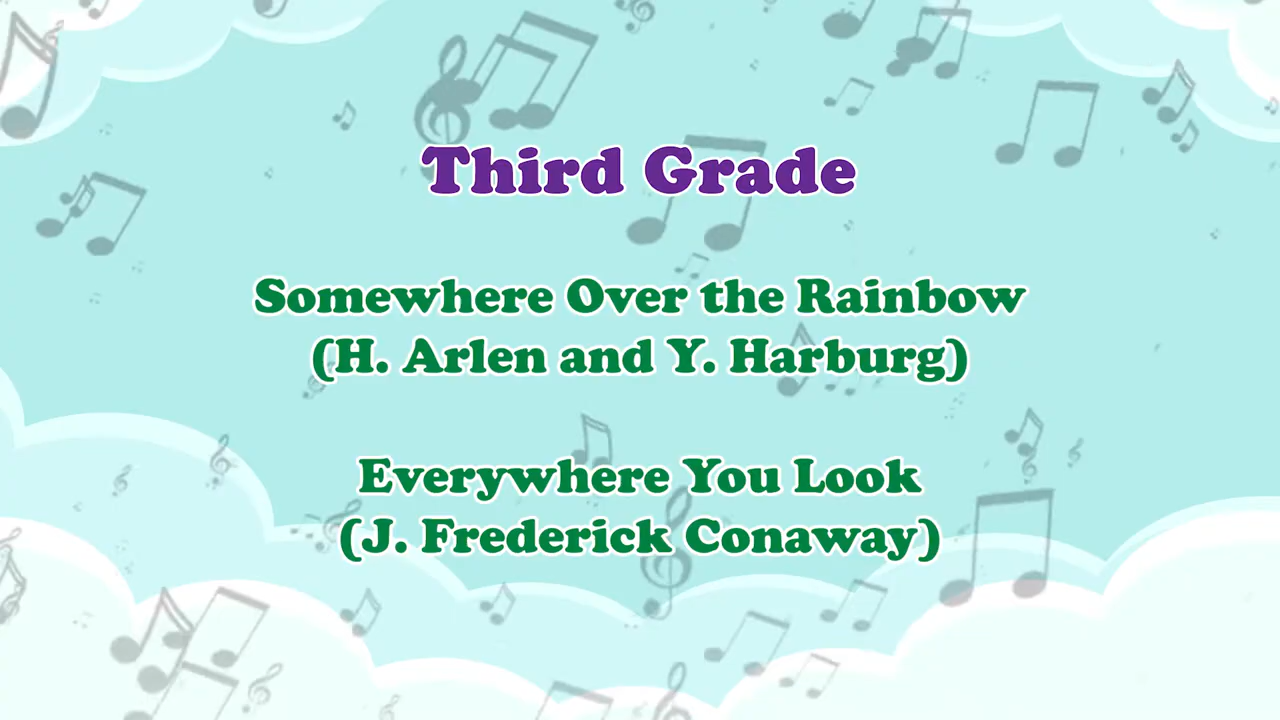 Third Grade
Somewhere Over the Rainbow
(H. Arlen and Y. Harburg)
Everywhere You Look
(J. Frederick Conaway)